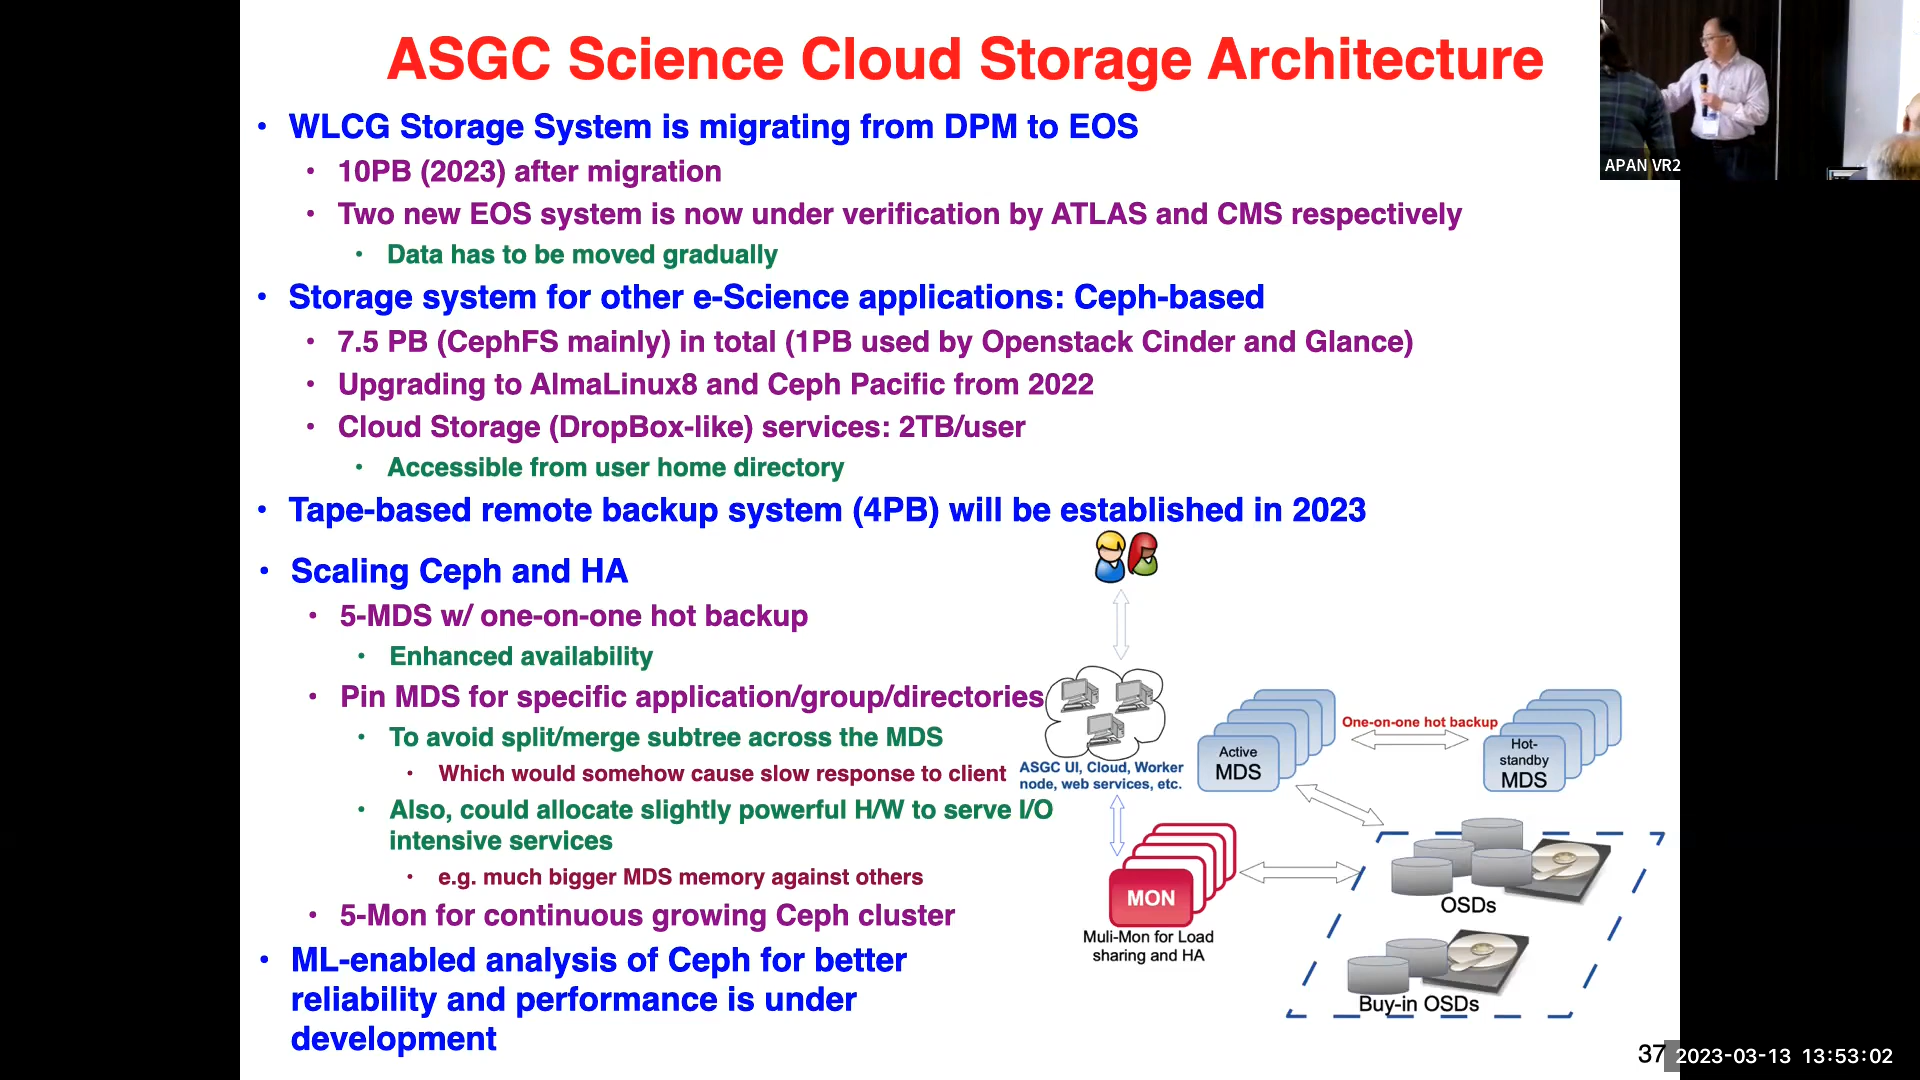 ASGC Science Cloud Storage Architecture
• WLCG Storage System is migrating from DPM to EOS
• 10PB (2023) after migration
• Two new EOS system is now under verification by ATLAS and CMS respectively
• Data has to be moved gradually
• Storage system for other e-Science applications: Ceph-based
• 7.5 PB (CephFS mainly) in total (1PB used by Openstack Cinder and Glance)
• Upgrading to AlmaLinux8 and Ceph Pacific from 2022
• Cloud Storage (DropBox-like) services: 2TB/user
• Accessible from user home directory
• Tape-based remote backup system (4PB) will be established in 2023
• Scaling Ceph and HA
• 5-MDS w/ one-on-one hot backup
• Enhanced availability
• Pin MDS for specific application/group/directories
• To avoid split/merge subtree across the MDS
• Which would somehow cause slow response to client
• Also, could allocate slightly powerful H/W to serve I/O
intensive services
• e.g. much bigger MDS memory against others
• 5-Mon for continuous growing Ceph cluster
• ML-enabled analysis of Ceph for better
reliability and performance is under
development
ASGC UI, Cloud, Worker
node, web services, etc.
Active
MDS
One-on-one hot backup
Hot-
standby
MDS
MON
Muli-Mon for Load
sharing and HA
OSDs
Buy-in OSDs
37
APAN VR2
2023-03-13 13:53:02